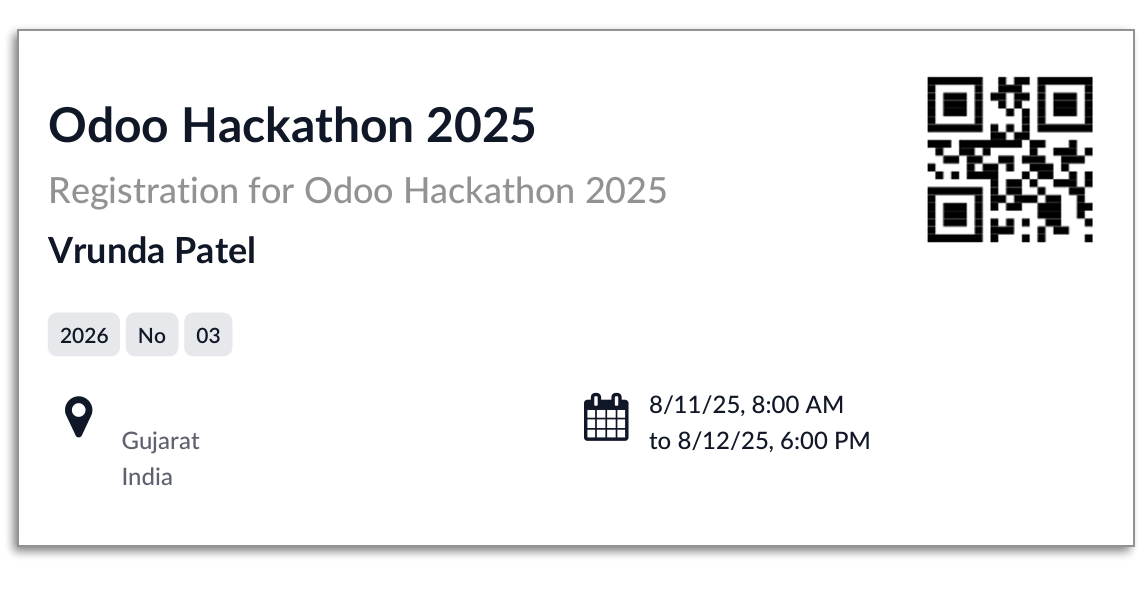 Odoo Hackathon 2025
Registration for Odoo Hackathon 2025
Vrunda Patel
2026 No 03
8/11/25, 8:00 AM
to 8/12/25, 6:00 PM
Gujarat
India